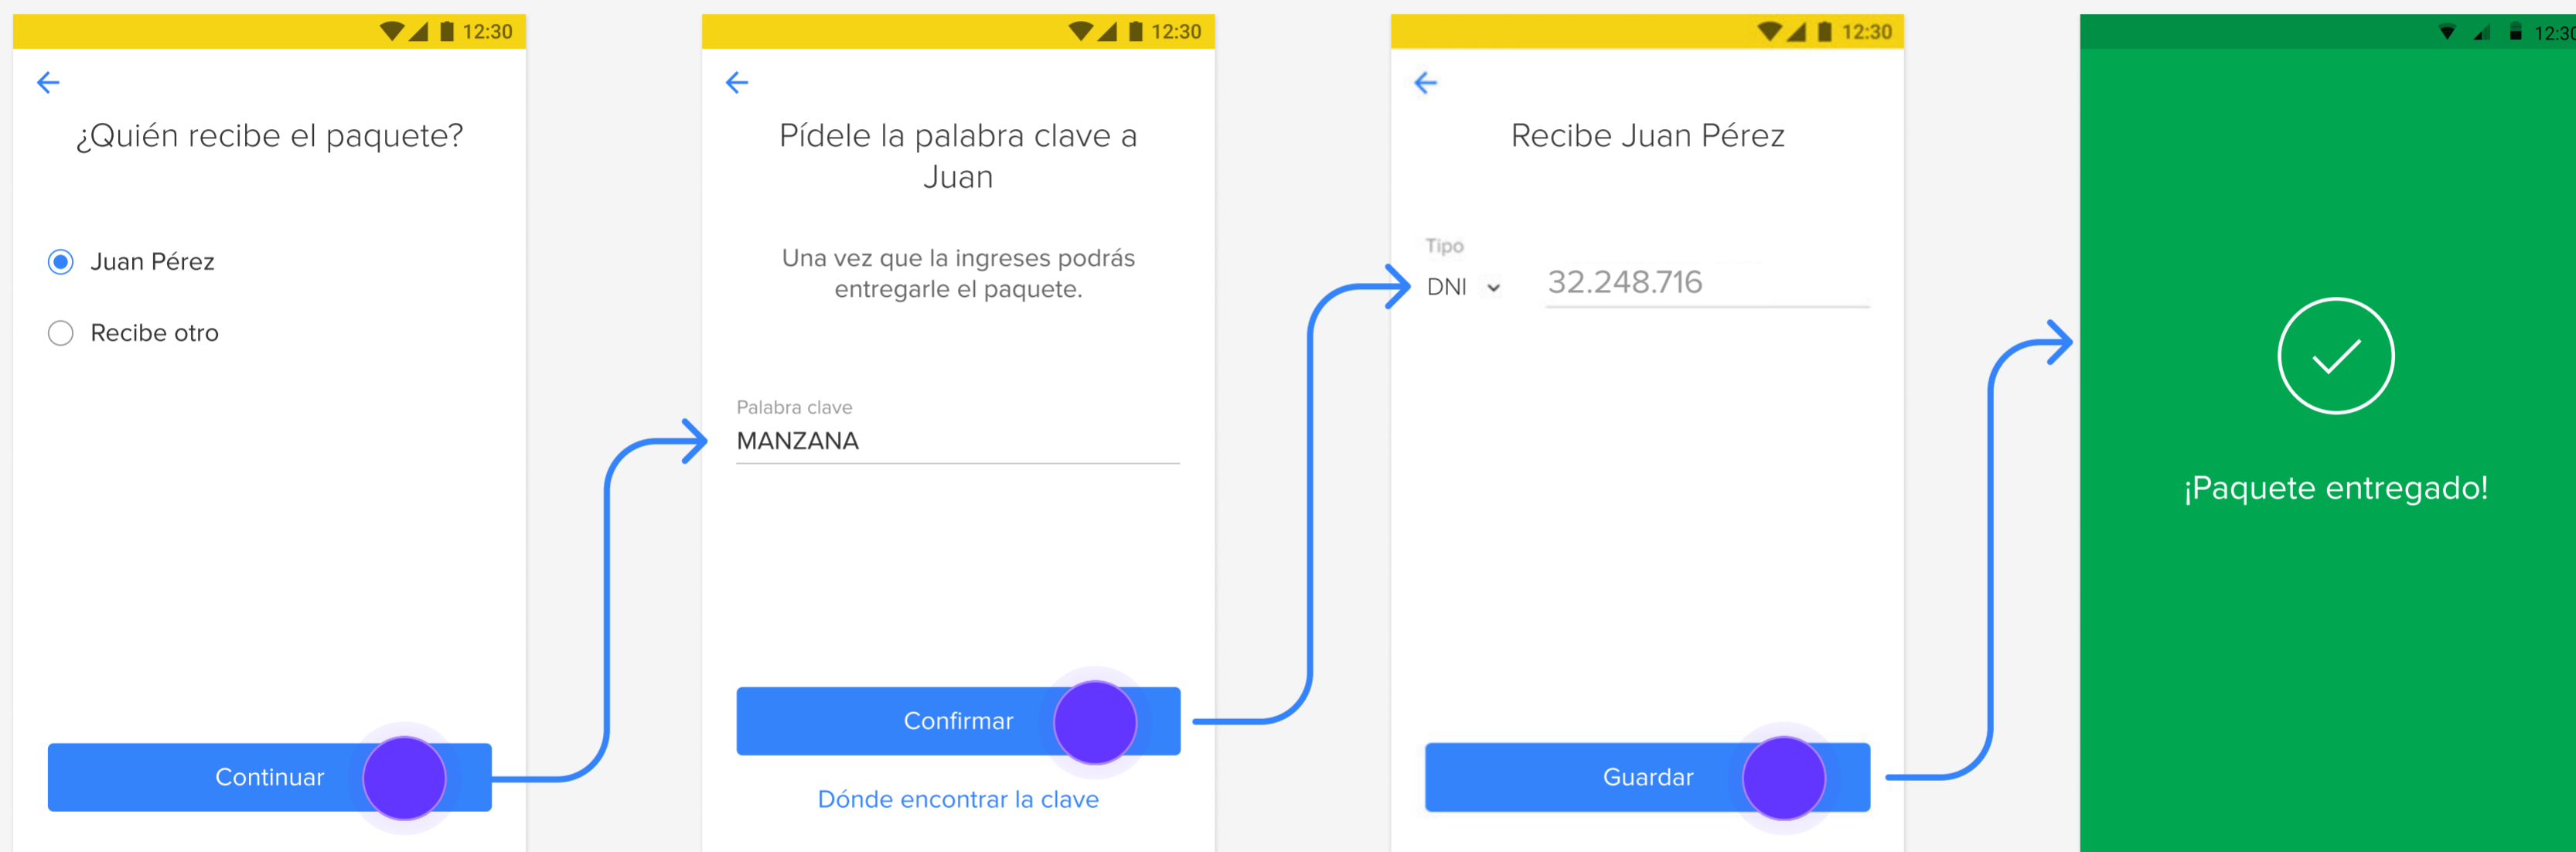 12:30
¿Quién recibe el paquete?
Juan Pérez
Recibe otro
Continuar
12:30
Pídele la palabra clave a
Juan
Una vez que la ingreses podrás
entregarle el paquete.
Palabra clave
MANZANA
Confirmar
Dónde encontrar la clave
12:30
Recibe Juan Pérez
Tipo
DNI
32.248.716
Guardar
12:30
¡Paquete entregado!